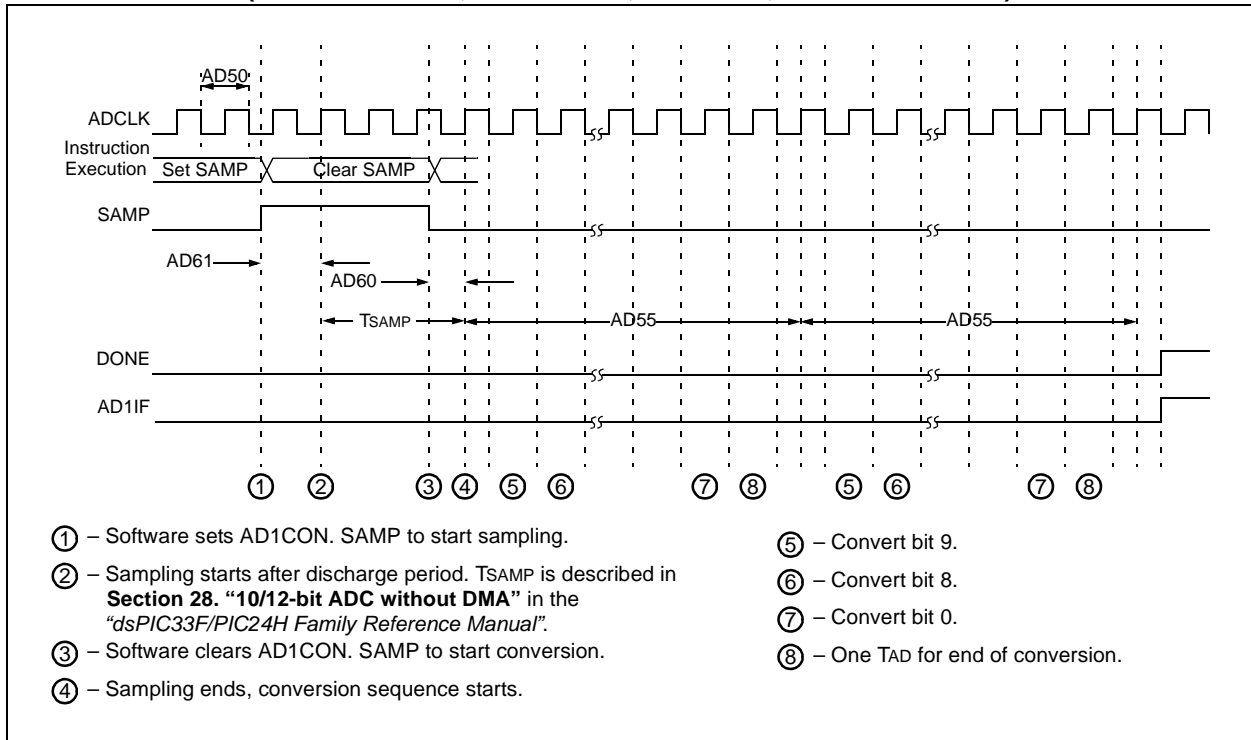 AD50
ADCLK
Instruction
Execution Set SAMP Clear SAMP
SAMP
AD61
AD60
TSAMP AD55 AD55
DONE
AD1IF
1 2 3 4 5 6 7 8 5 6 7 8
1 – Software sets AD1CON. SAMP to start sampling.
2 – Sampling starts after discharge period. TSAMP is described in
Section 28. “10/12-bit ADC without DMA” in the
“dsPIC33F/PIC24H Family Reference Manual”.
3 – Software clears AD1CON. SAMP to start conversion.
4 – Sampling ends, conversion sequence starts.
5 – Convert bit 9.
6 – Convert bit 8.
7 – Convert bit 0.
8 – One TAD for end of conversion.